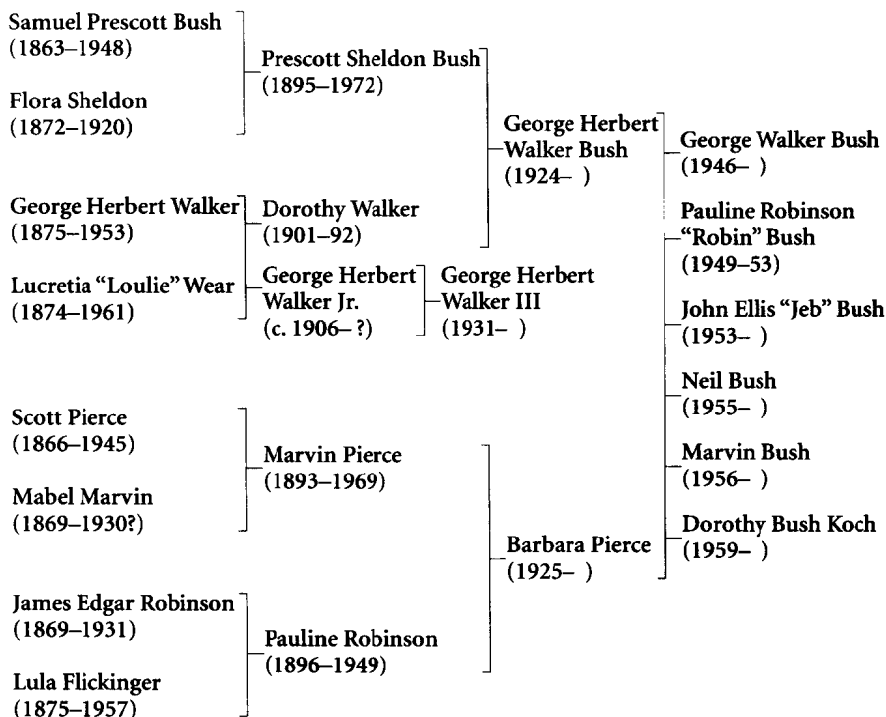 Samuel Prescott Bush
(1863–1948)
Flora Sheldon
(1872–1920)
George Herbert Walker
(1875–1953)
Lucretia “Loulie” Wear
(1874–1961)
Scott Pierce
(1866–1945)
Mabel Marvin
(1869–1930?)
James Edgar Robinson
(1869–1931)
Lula Flickinger
(1875–1957)
Prescott Sheldon Bush
(1895–1972)
Dorothy Walker
(1901–92)
George Herbert
Walker Jr.
(c. 1906– ?)
George Herbert
Walker III
(1931– )
Marvin Pierce
(1893–1969)
Pauline Robinson
(1896–1949)
George Herbert
Walker Bush
(1924– )
Barbara Pierce
(1925– )
George Walker Bush
(1946– )
Pauline Robinson
“Robin” Bush
(1949–53)
John Ellis “Jeb” Bush
(1953– )
Neil Bush
(1955– )
Marvin Bush
(1956– )
Dorothy Bush Koch
(1959– )